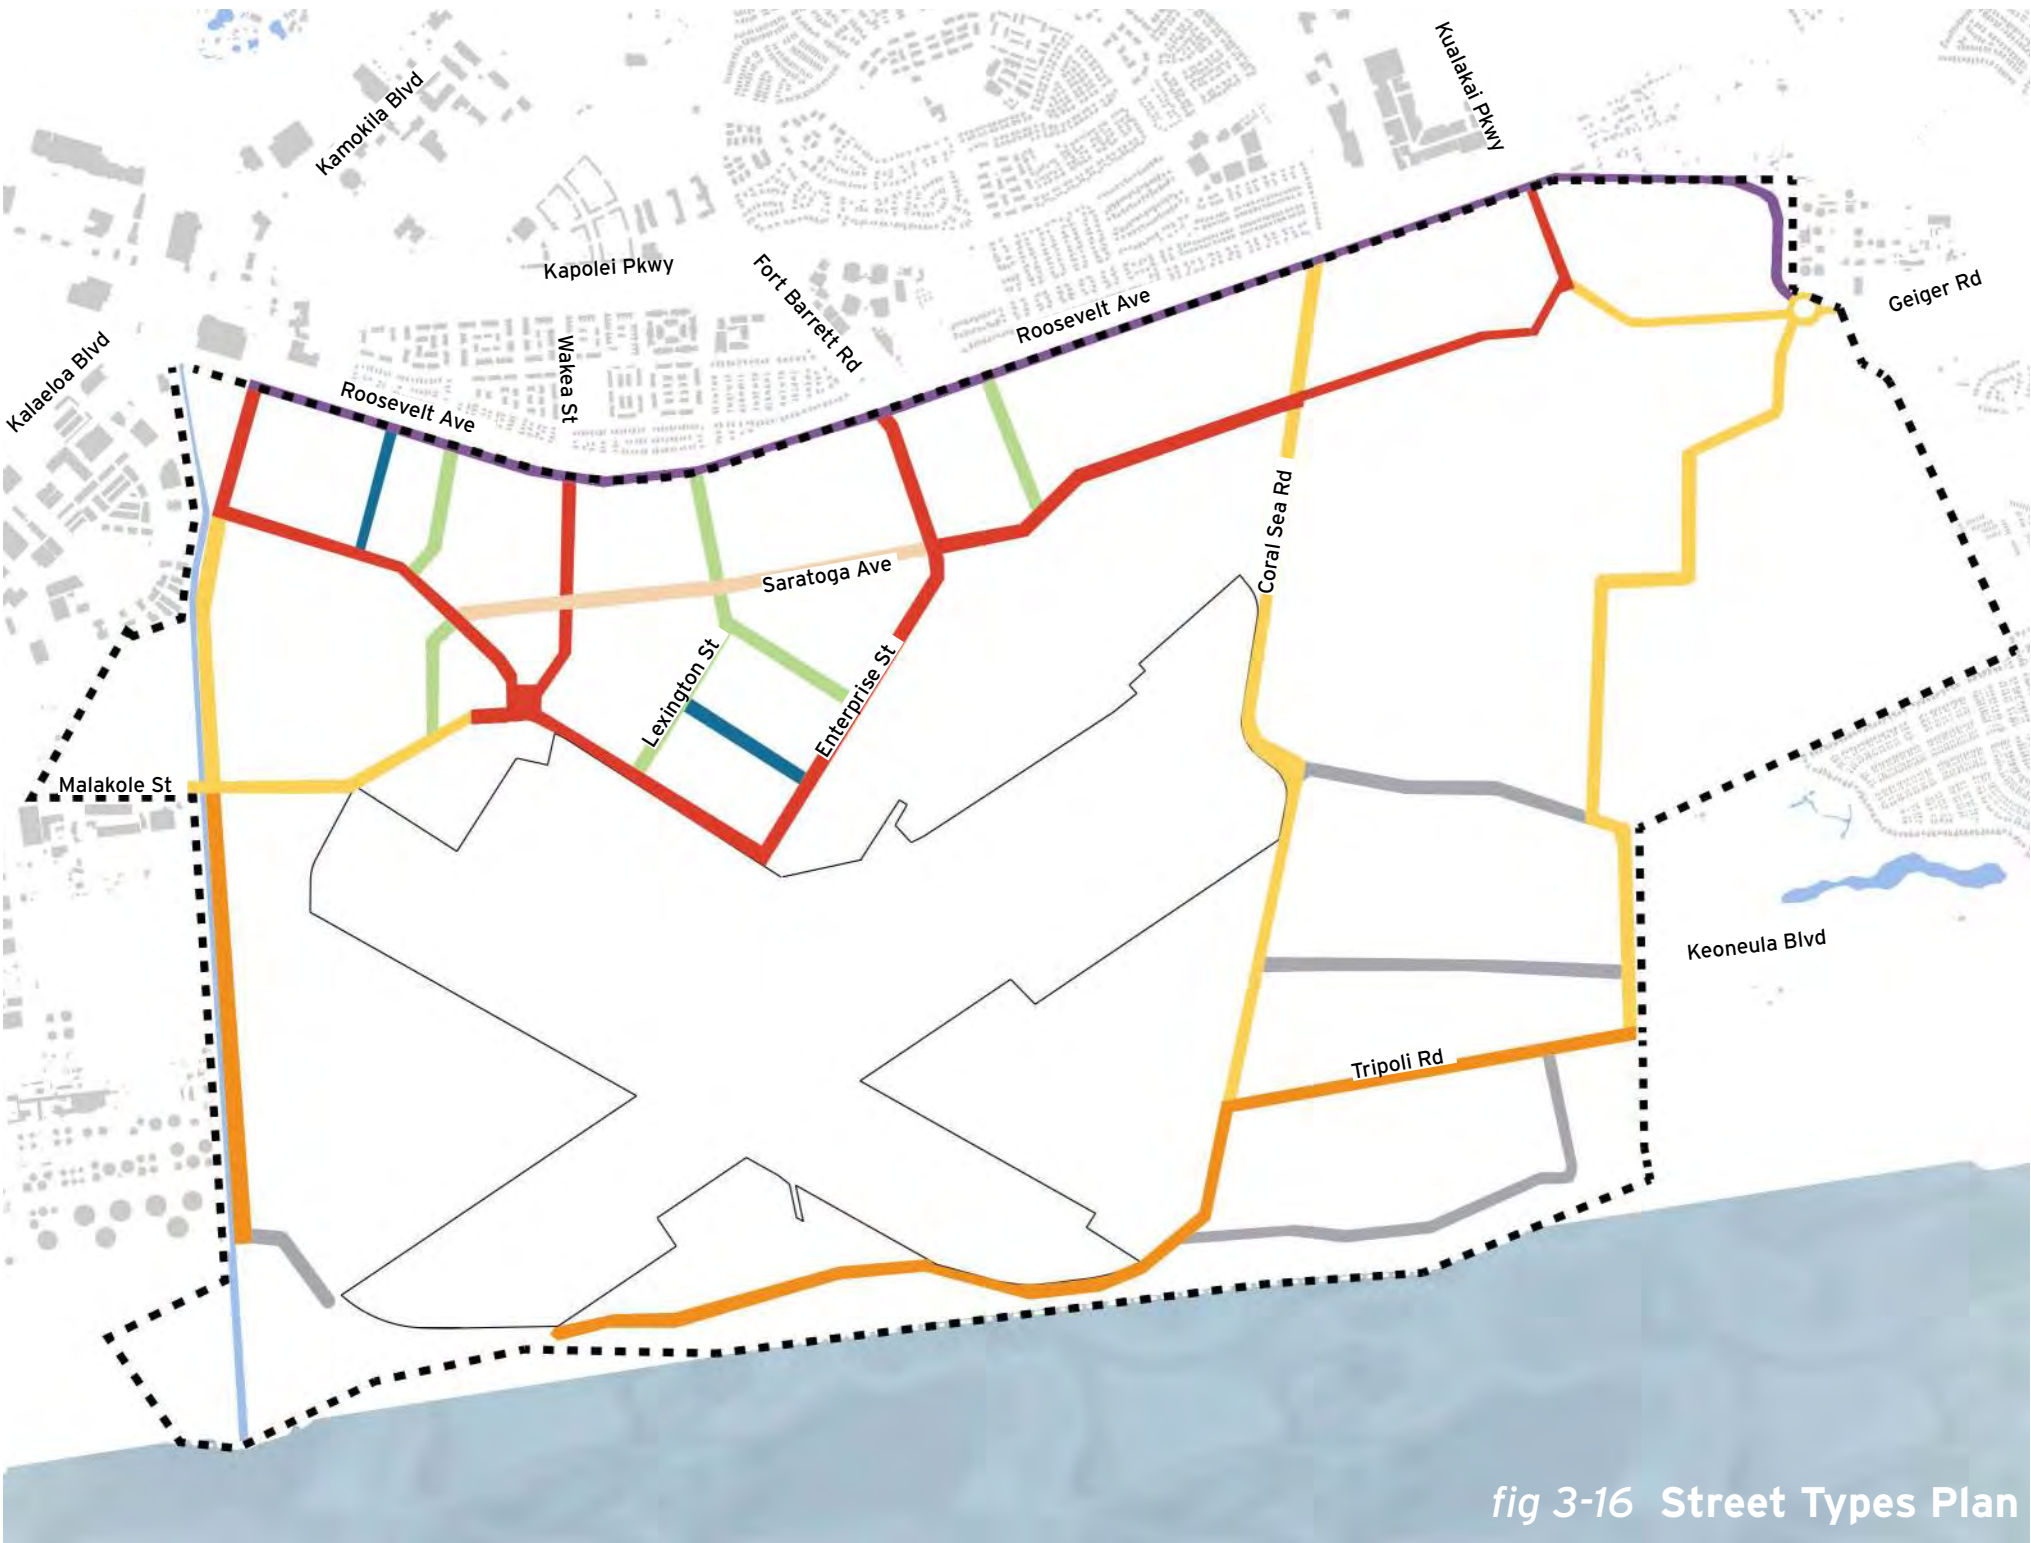 Kualakai Pkwy
Kamokila Blvd
Kapolei Pkwy
Fort Barrett Rd
Geiger Rd
Roosevelt Ave
Kalaeloa Blvd
Wakea St
Roosevelt Ave
Coral Sea Rd
Saratoga Ave
Lexington St
Enterprise St
Malakole St
Keoneula Blvd
Tripoli Rd
fig 3-16 Street Types Plan